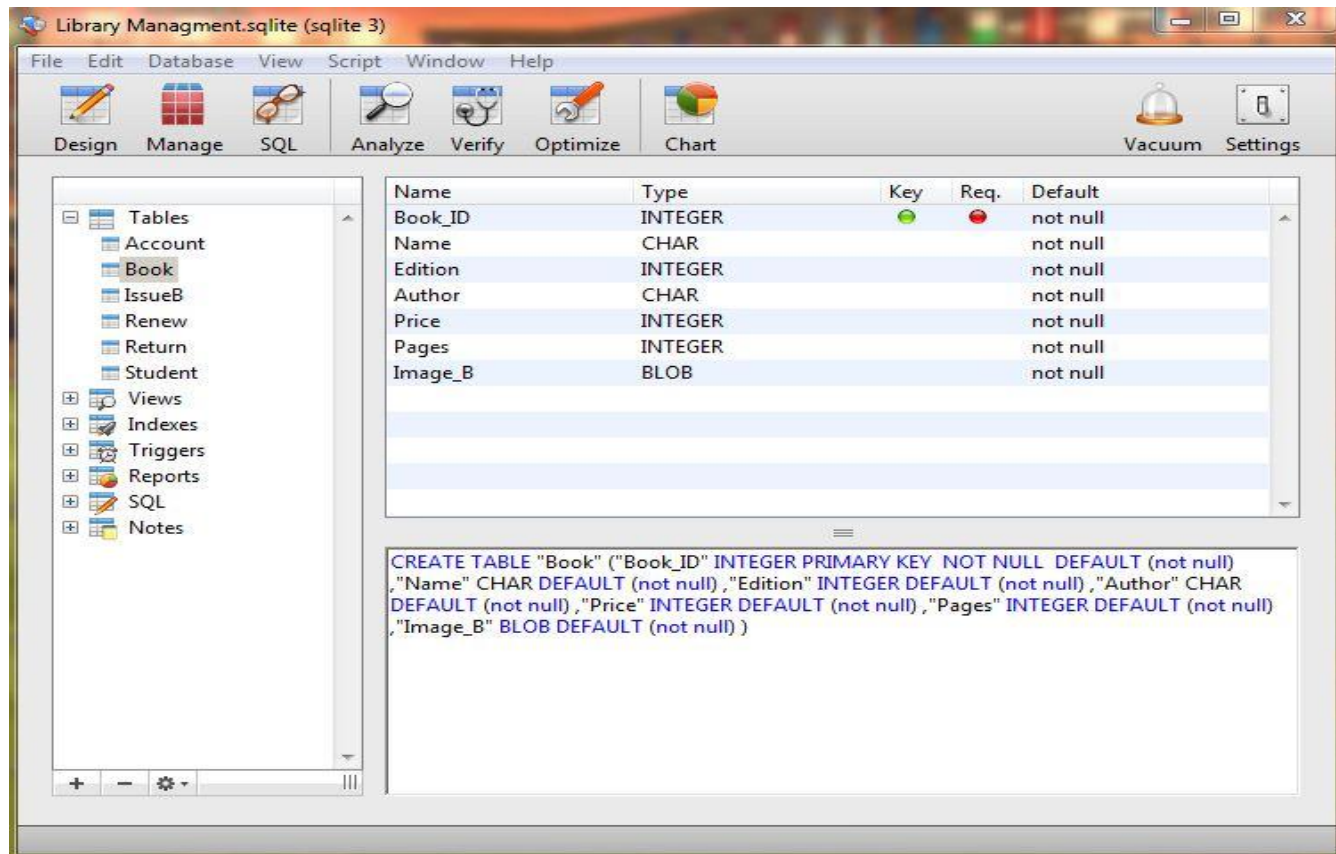 Library Managment.sqlite (sqlite 3)
File Edit Database View Script Window Help
Design Manage SQL Analyze Verify Optimize Chart Vacuum Settings
Tables
Account
Book
IssueB
Renew
Return
Student
Views
Indexes
Triggers
Reports
SQL
Notes
Name Type Key Req. Default
Book_ID INTEGER not null
Name CHAR not null
Edition INTEGER not null
Author CHAR not null
Price INTEGER not null
Pages INTEGER not null
Image_B BLOB not null
CREATE TABLE "Book" ("Book_ID" INTEGER PRIMARY KEY  NOT NULL  DEFAULT (not null)
,"Name" CHAR DEFAULT (not null) ,"Edition" INTEGER DEFAULT (not null) ,"Author" CHAR
DEFAULT (not null) ,"Price" INTEGER DEFAULT (not null) ,"Pages" INTEGER DEFAULT (not null)
,"Image_B" BLOB DEFAULT (not null) )